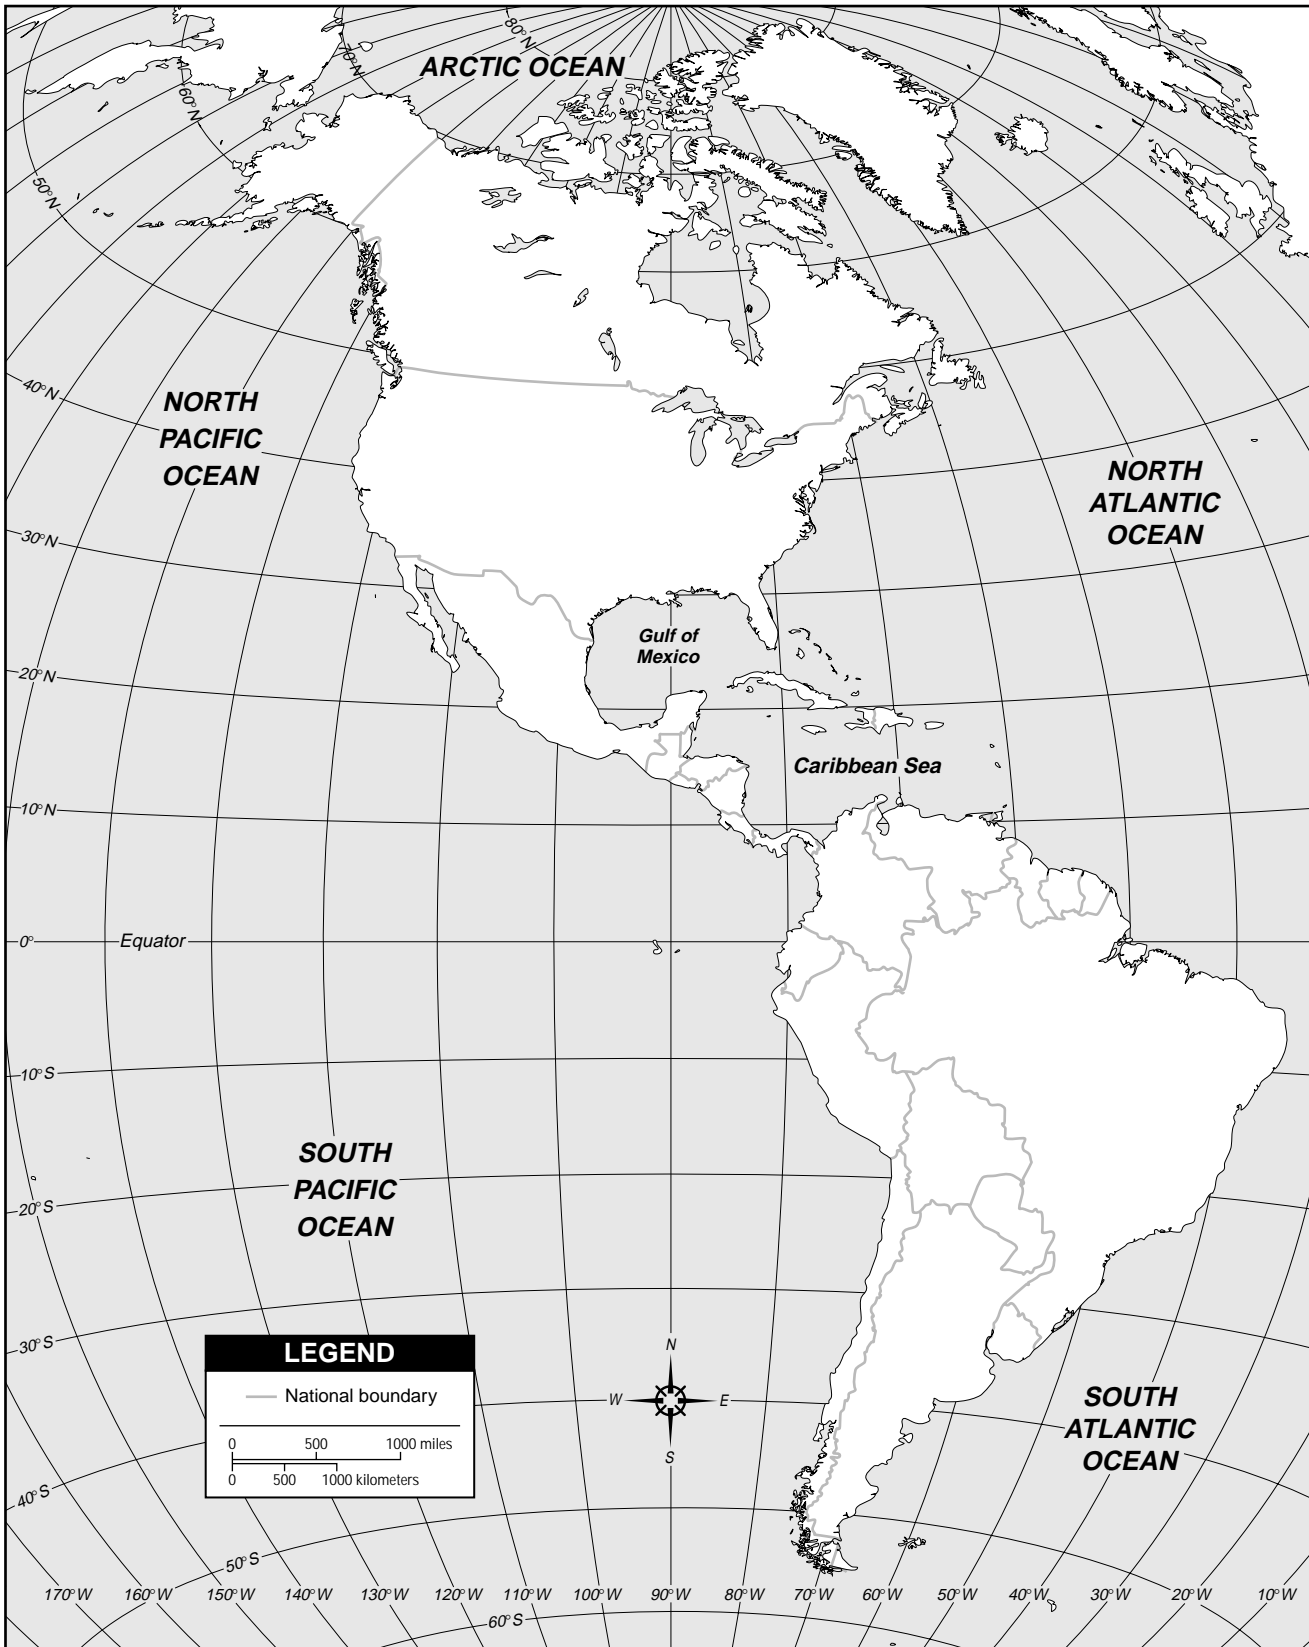 80°N
70°N
60°N
ARCTIC OCEAN
50°N
40°N
NORTH
PACIFIC
OCEAN
NORTH
ATLANTIC
OCEAN
30°N
Gulf of
Mexico
20°N
Caribbean Sea
10°N
0°
Equator
10°S
SOUTH
PACIFIC
OCEAN
20°S
30°S
LEGEND
National boundary
0 500 1000 miles
0 500 1000 kilometers
N
W E
S
SOUTH
ATLANTIC
OCEAN
40°S
50°S
170°W 160°W 150°W 140°W 130°W 120°W 110°W 100°W 90°W 80°W 70°W 60°W 50°W 40°W 30°W 20°W 10°W
60°S